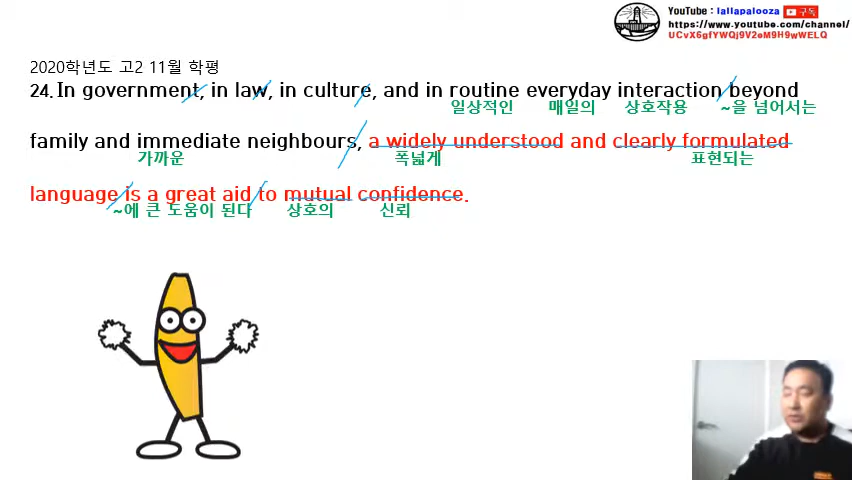 YouTube : lallapalooza 구독
https://www.youtube.com/channel/
UCvX6gfYWQj9V2eM9H9wWELQ
2020학년도 고2 11월 학평
24. In government, in law, in culture, and in routine everyday interaction beyond
일상적인 매일의 상호작용 ~을 넘어서는
family and immediate neighbours, a widely understood and clearly formulated
가까운 폭넓게 표현되는
language is a great aid to mutual confidence.
~에 큰 도움이 된다 상호의 신뢰